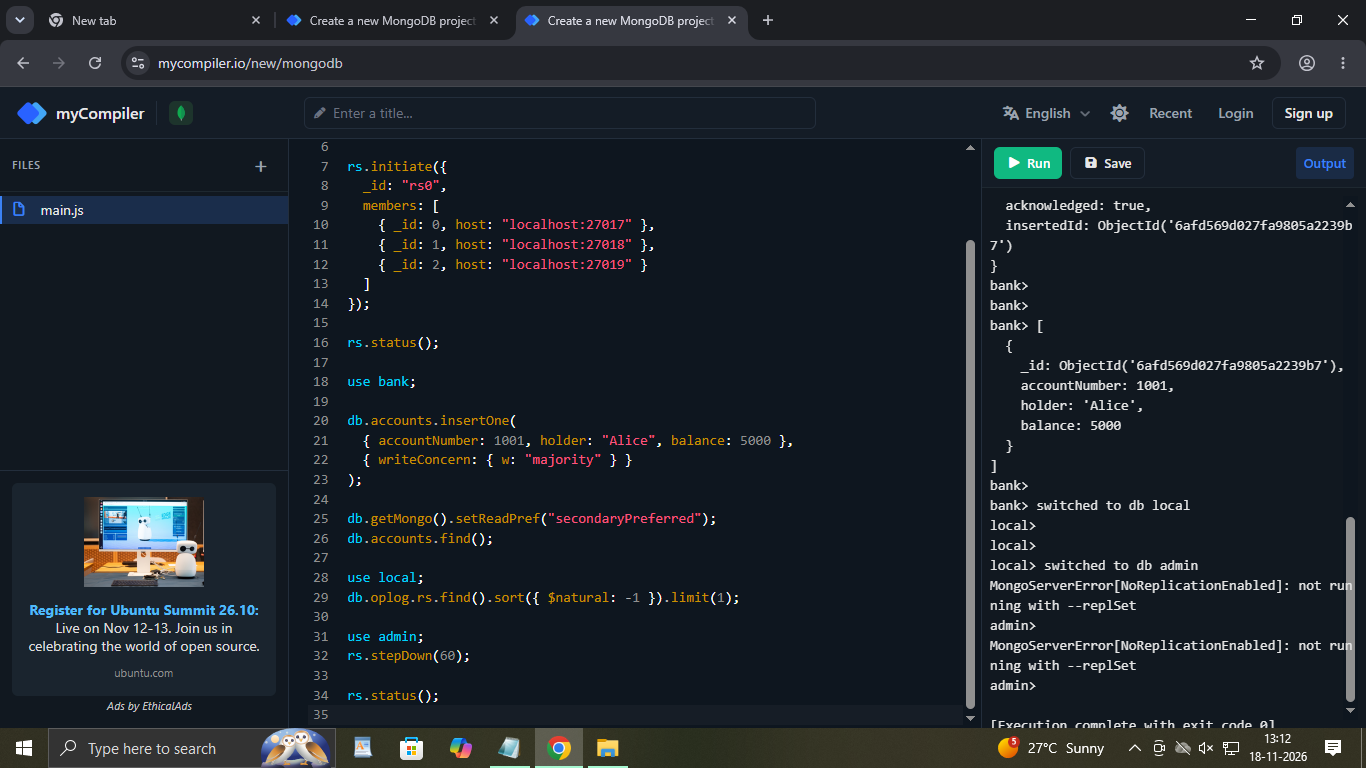 New tab
Create a new MongoDB project
Create a new MongoDB project
mycompiler.io/new/mongodb
myCompiler
Enter a title...
English
Recent
Login
Sign up
FILES
main.js
Register for Ubuntu Summit 26.10:
Live on Nov 12-13. Join us in
celebrating the world of open source.
ubuntu.com
Ads by EthicalAds
6
7 rs.initiate({
8 _id: "rs0",
9 members: [
10 { _id: 0, host: "localhost:27017" },
11 { _id: 1, host: "localhost:27018" },
12 { _id: 2, host: "localhost:27019" }
13 ]
14 });
15
16 rs.status();
17
18 use bank;
19
20 db.accounts.insertOne(
21 { accountNumber: 1001, holder: "Alice", balance: 5000 },
22 { writeConcern: { w: "majority" } }
23 );
24
25 db.getMongo().setReadPref("secondaryPreferred");
26 db.accounts.find();
27
28 use local;
29 db.oplog.rs.find().sort({ $natural: -1 }).limit(1);
30
31 use admin;
32 rs.stepDown(60);
33
34 rs.status();
35
Run
Save
Output
acknowledged: true,
insertedId: ObjectId('6afd569d027fa9805a2239b
7')
}
bank>
bank>
bank> [
{
_id: ObjectId('6afd569d027fa9805a2239b7'),
accountNumber: 1001,
holder: 'Alice',
balance: 5000
}
]
bank>
bank> switched to db local
local>
local>
local> switched to db admin
MongoServerError[NoReplicationEnabled]: not run
ning with --replSet
admin>
MongoServerError[NoReplicationEnabled]: not run
ning with --replSet
admin>
[Execution complete with exit code 0]
Type here to search
5
27°C Sunny
13:12
18-11-2026